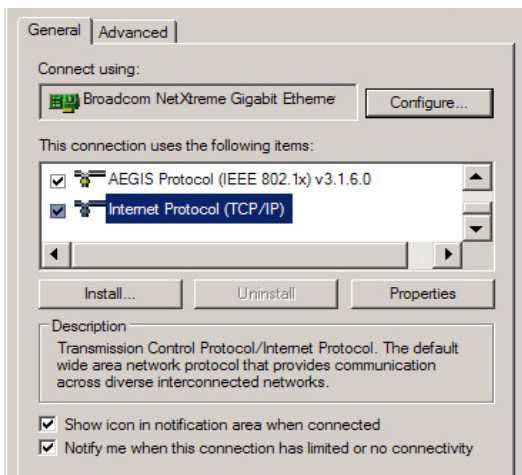 General
Advanced
Connect using:
Broadcom NetXtreme Gigabit Etherne
Configure...
This connection uses the following items:
AEGIS Protocol (IEEE 802.1x) v3.1.6.0
Internet Protocol (TCP/IP)
Install...
Uninstall
Properties
Description
Transmission Control Protocol/Internet Protocol. The default
wide area network protocol that provides communication
across diverse interconnected networks.
Show icon in notification area when connected
Notify me when this connection has limited or no connectivity